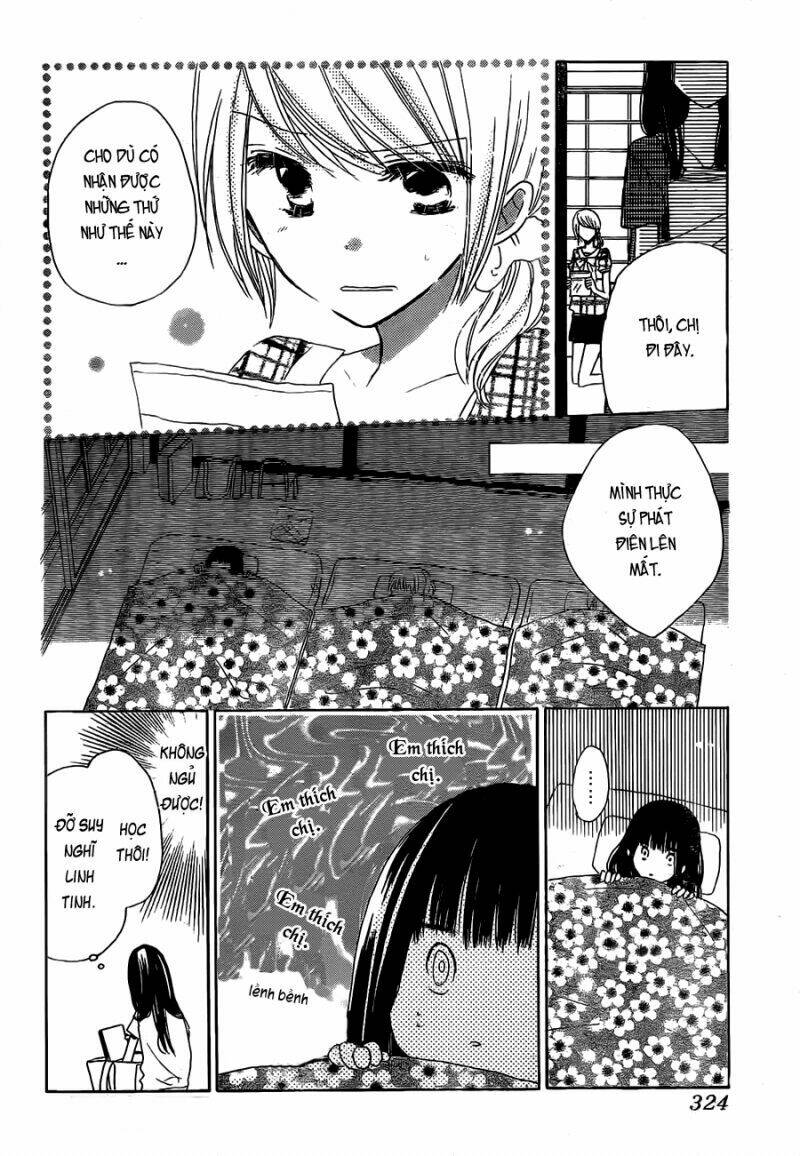 THÔI, CHỊ
ĐI ĐÂY.
CHO DÙ CÓ
NHẬN ĐƯỢC
NHỮNG THỨ
NHƯ THẾ NÀY
...
MÌNH THỰC
SỰ PHÁT
ĐIÊN LÊN
MẤT.
.....
Em thích
chị.
Em thích
chị.
Em thích
chị.
lềnh bềnh
KHÔNG
NGỦ
ĐƯỢC!
HỌC
THÔI!
ĐỠ SUY
NGHĨ
LINH
TINH.
324